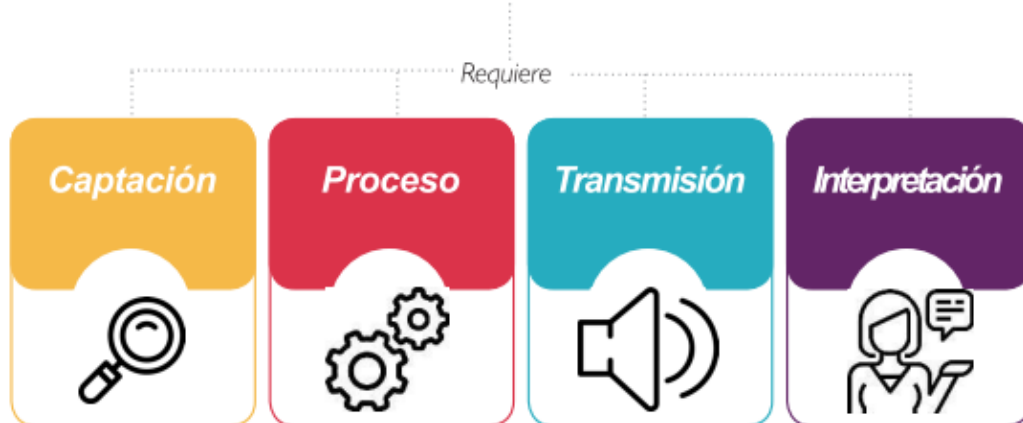 Requiere
Captación
Proceso
Transmisión
Interpretación